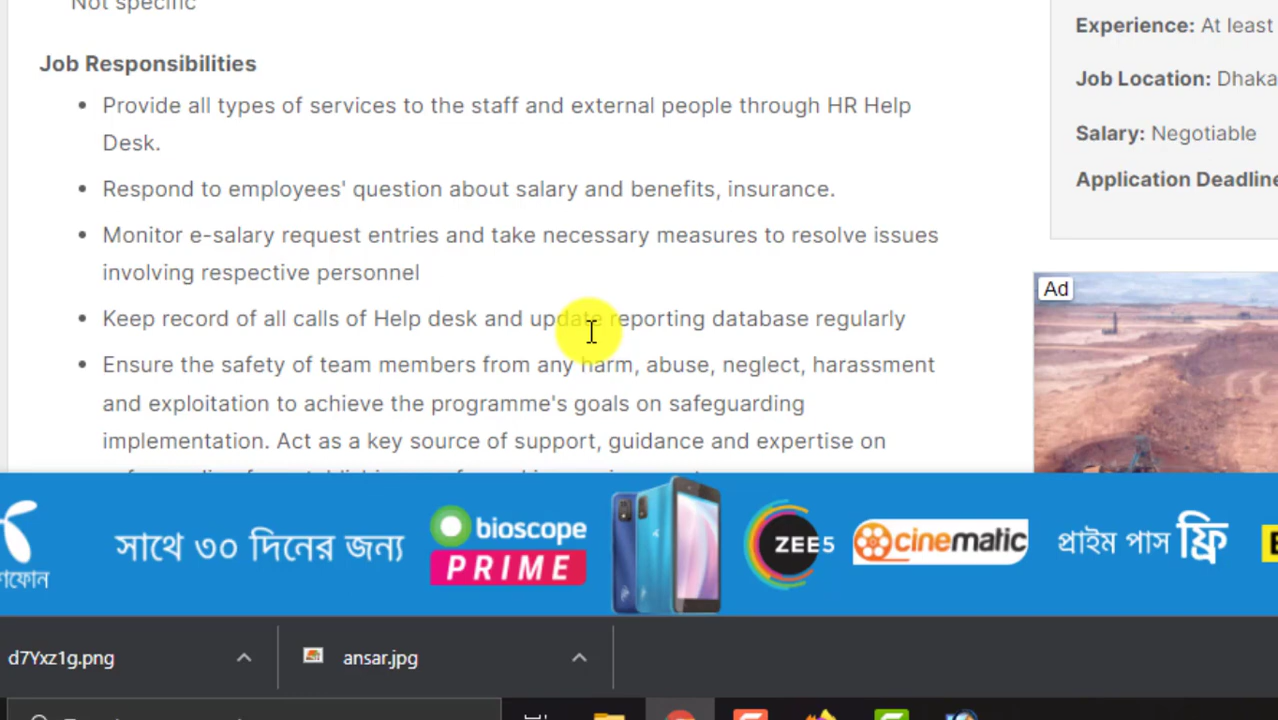 Not specific
Job Responsibilities
Provide all types of services to the staff and external people through HR Help
Desk.
Respond to employees' question about salary and benefits, insurance.
Monitor e-salary request entries and take necessary measures to resolve issues
involving respective personnel
Keep record of all calls of Help desk and update reporting database regularly
Ensure the safety of team members from any harm, abuse, neglect, harassment
and exploitation to achieve the programme's goals on safeguarding
implementation. Act as a key source of support, guidance and expertise on
Experience: At least
Job Location: Dhaka
Salary: Negotiable
Application Deadline
Ad
সাথে ৩০ দিনের জন্য
bioscope
PRIME
ZEE5
cinematic
প্রাইম পাস ফ্রি
d7Yxz1g.png
ansar.jpg